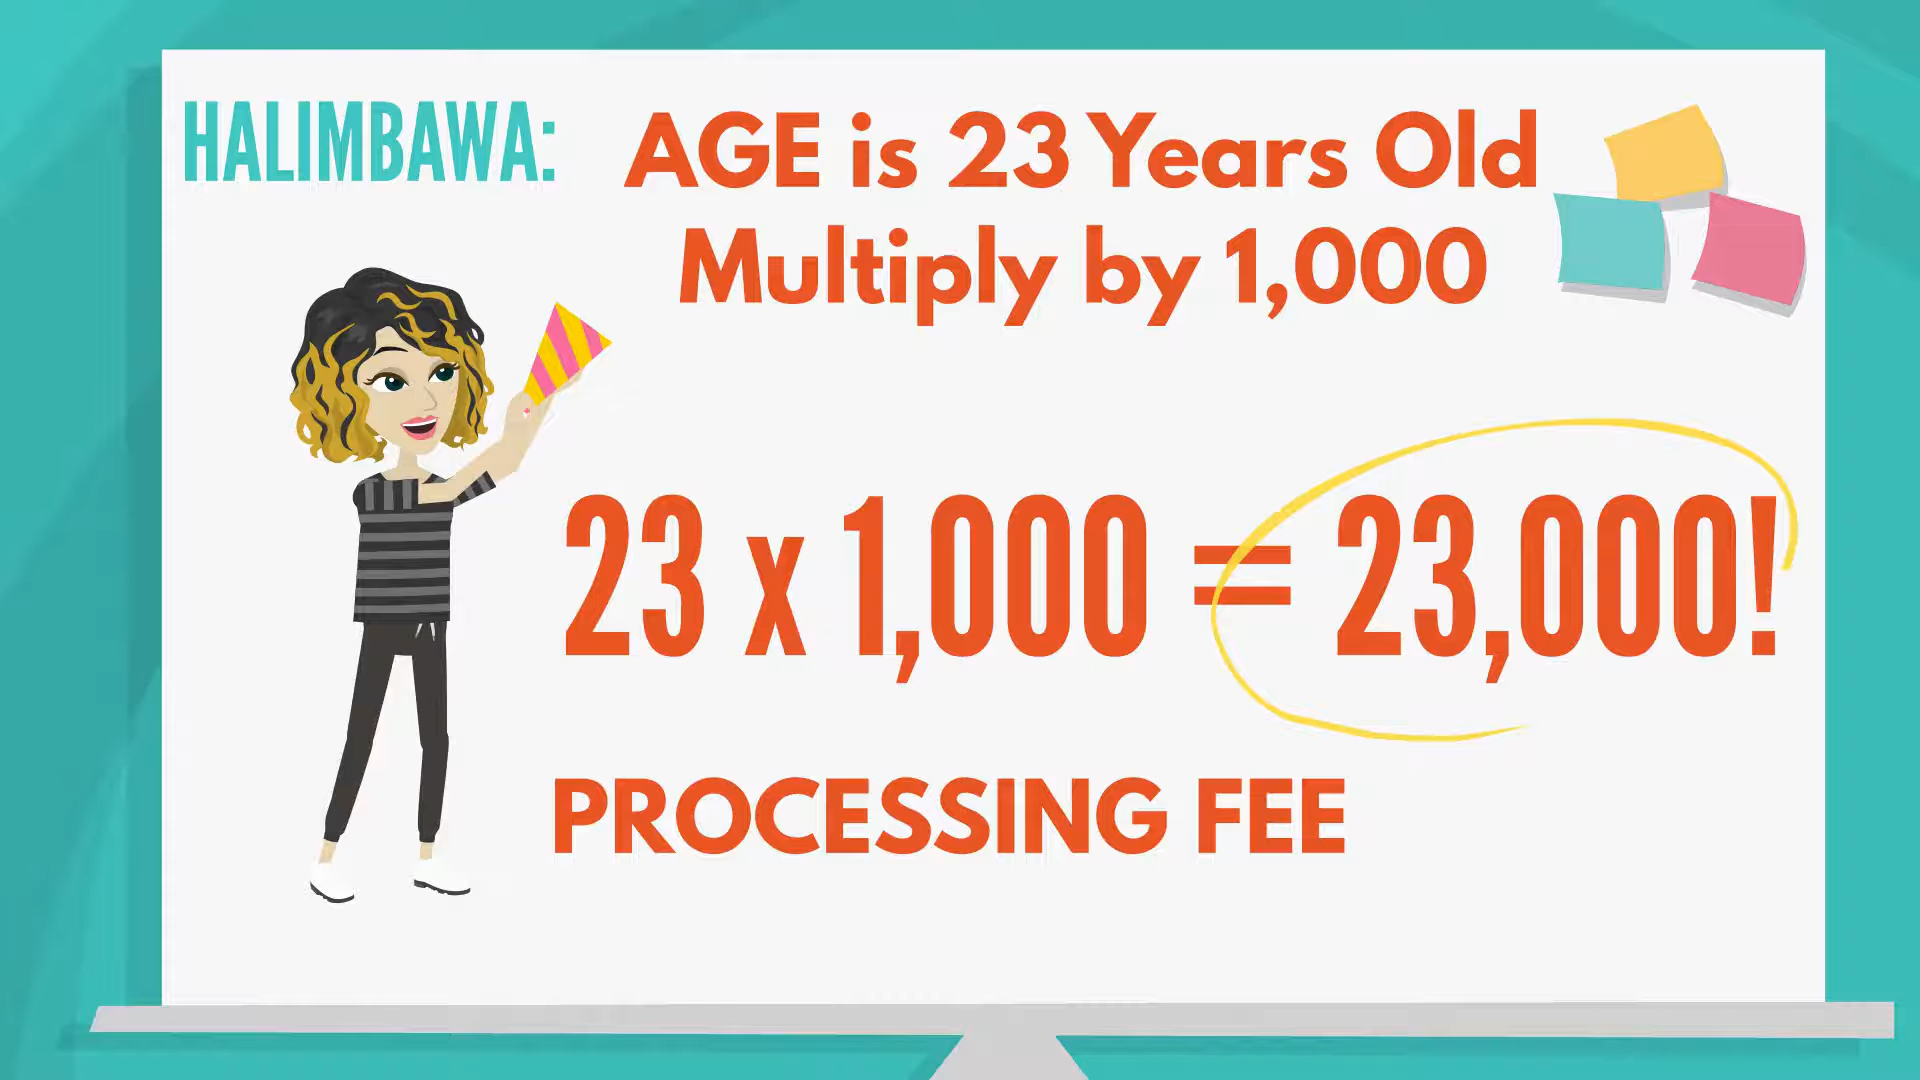 HALIMBAWA:
AGE is 23 Years Old
Multiply by 1,000
23 x 1,000 = 23,000!
PROCESSING FEE